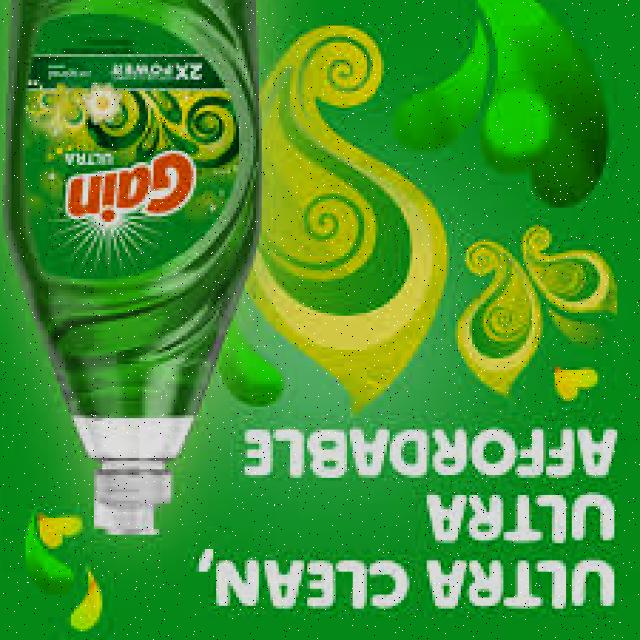 ULTRA CLEAN,
ULTRA
AFFORDABLE
Gain
ULTRA
2X POWER